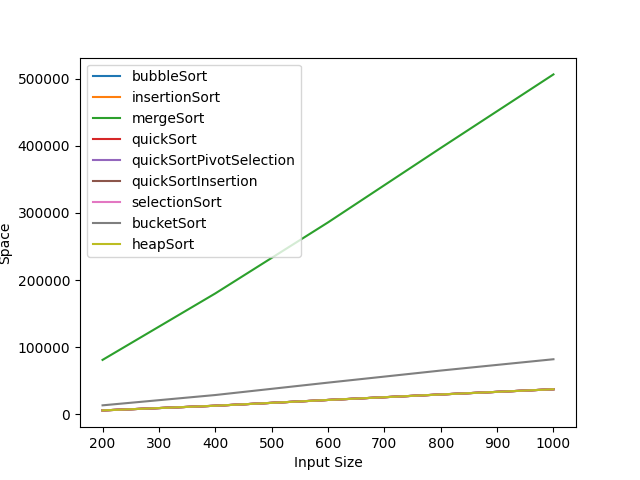 500000
400000
300000
200000
100000
0
Space
bubbleSort
insertionSort
mergeSort
quickSort
quickSortPivotSelection
quickSortInsertion
selectionSort
bucketSort
heapSort
200 300 400 500 600 700 800 900 1000
Input Size